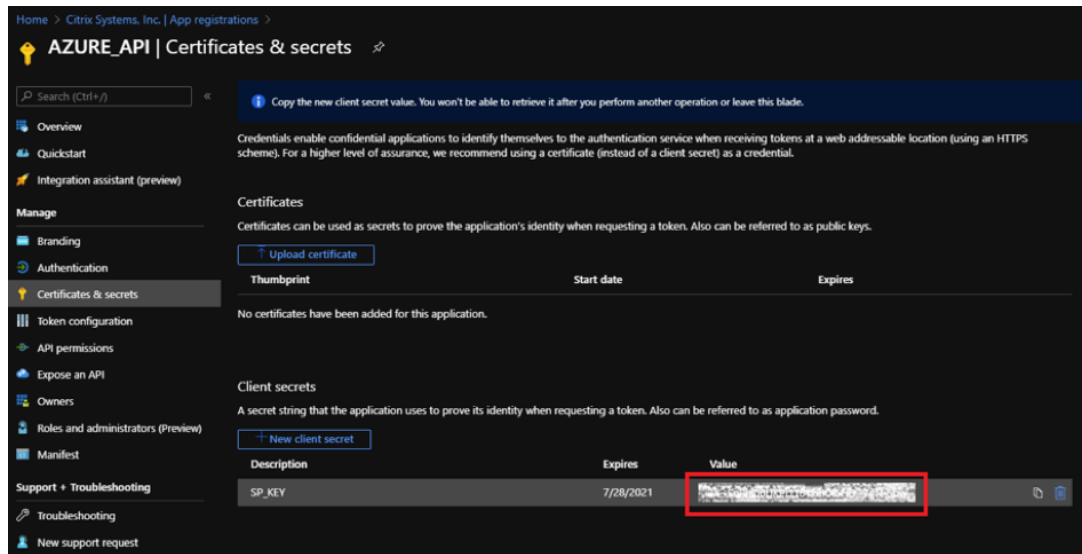 Home > Citrix Systems, Inc. | App registrations >
AZURE_API | Certificates & secrets
Search (Ctrl+/)
«
Overview
Quickstart
Integration assistant (preview)
Manage
Branding
Authentication
Certificates & secrets
Token configuration
API permissions
Expose an API
Owners
Roles and administrators (Preview)
Manifest
Support + Troubleshooting
Troubleshooting
New support request
Copy the new client secret value. You won't be able to retrieve it after you perform another operation or leave this blade.
Credentials enable confidential applications to identify themselves to the authentication service when receiving tokens at a web addressable location (using an HTTPS
scheme). For a higher level of assurance, we recommend using a certificate (instead of a client secret) as a credential.
Certificates
Certificates can be used as secrets to prove the application's identity when requesting a token. Also can be referred to as public keys.
Upload certificate
Thumbprint Start date Expires
No certificates have been added for this application.
Client secrets
A secret string that the application uses to prove its identity when requesting a token. Also can be referred to as application password.
New client secret
Description Expires Value
SP_KEY 7/28/2021